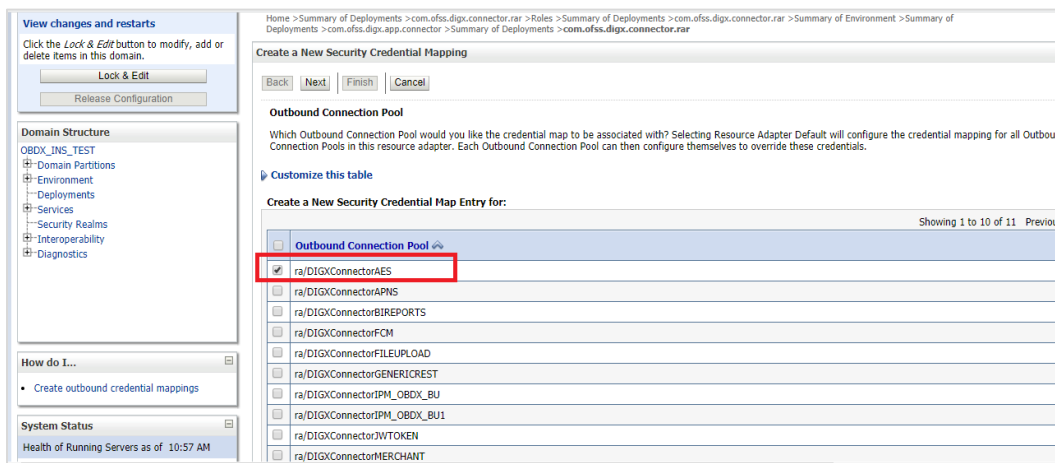 View changes and restarts
Click the Lock & Edit button to modify, add or
delete items in this domain.
Lock & Edit
Release Configuration
Domain Structure
OBDX_INS_TEST
Domain Partitions
Environment
Deployments
Services
Security Realms
Interoperability
Diagnostics
How do I...
Create outbound credential mappings
System Status
Health of Running Servers as of 10:57 AM
Home >Summary of Deployments >com.ofss.digx.connector.rar >Roles >Summary of Deployments >com.ofss.digx.connector.rar >Summary of Environment >Summary of
Deployments >com.ofss.digx.app.connector >Summary of Deployments >com.ofss.digx.connector.rar
Create a New Security Credential Mapping
Back Next Finish Cancel
Outbound Connection Pool
Which Outbound Connection Pool would you like the credential map to be associated with? Selecting Resource Adapter Default will configure the credential mapping for all Outbou
Connection Pools in this resource adapter. Each Outbound Connection Pool can then configure themselves to override these credentials.
Customize this table
Create a New Security Credential Map Entry for:
Showing 1 to 10 of 11 Previou
Outbound Connection Pool
ra/DIGXConnectorAES
ra/DIGXConnectorAPNS
ra/DIGXConnectorBIREPORTS
ra/DIGXConnectorFCM
ra/DIGXConnectorFILEUPLOAD
ra/DIGXConnectorGENERICREST
ra/DIGXConnectorIPM_OBDX_BU
ra/DIGXConnectorIPM_OBDX_BU1
ra/DIGXConnectorJWTOKEN
ra/DIGXConnectorMERCHANT